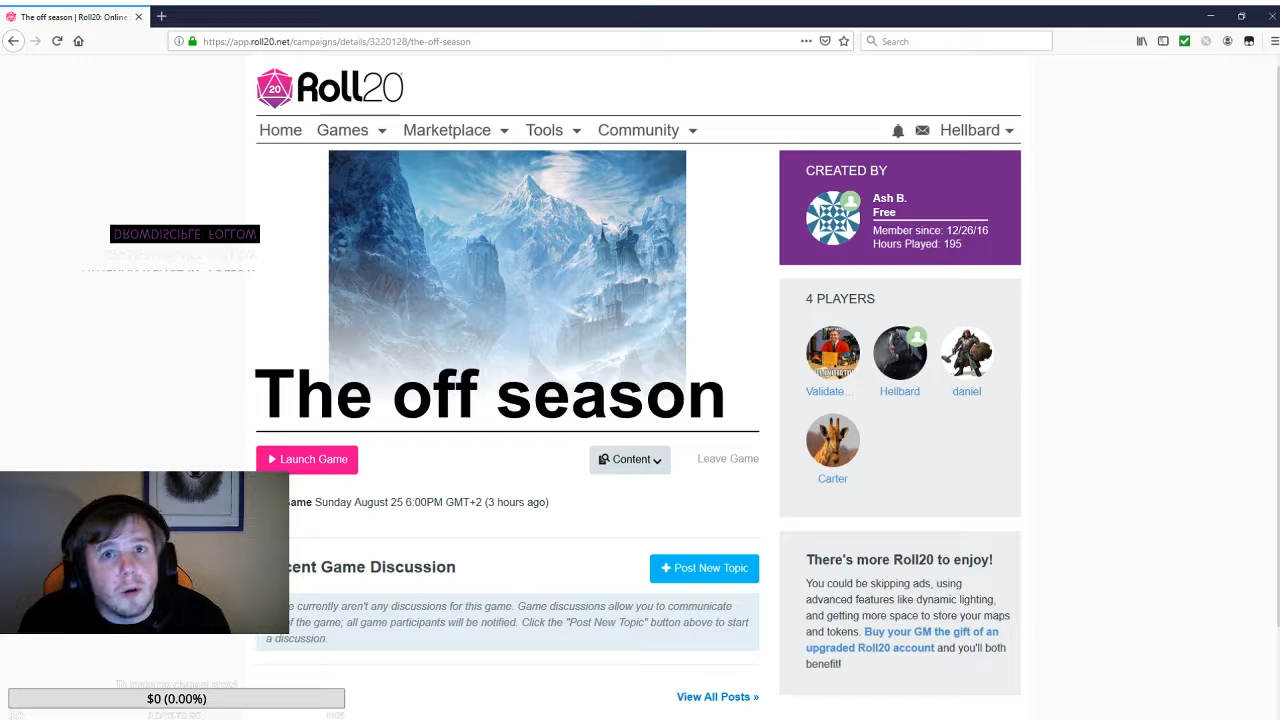 The off season | Roll20: Online
https://app.roll20.net/campaigns/details/3220128/the-off-season
Search
20
Roll20
Home Games Marketplace Tools Community Hellbard
CREATED BY
Ash B.
Free
Member since: 12/26/16
Hours Played: 195
DROWDISCIPLE FOLLOW
4 PLAYERS
Validate...
Hellbard
daniel
Carter
The off season
Launch Game
Content
Leave Game
ame Sunday August 25 6:00PM GMT+2 (3 hours ago)
cent Game Discussion
Post New Topic
e currently aren't any discussions for this game. Game discussions allow you to communicate
of the game; all game participants will be notified. Click the "Post New Topic" button above to start
a discussion.
View All Posts »
There's more Roll20 to enjoy!
You could be skipping ads, using
advanced features like dynamic lighting,
and getting more space to store your maps
and tokens. Buy your GM the gift of an
upgraded Roll20 account and you'll both
benefit!
$0 (0.00%)